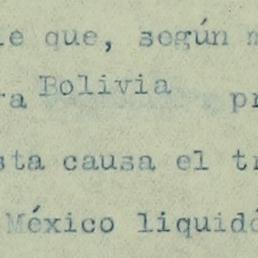 e que, según
Bolivia
sta causa el
México liquidó